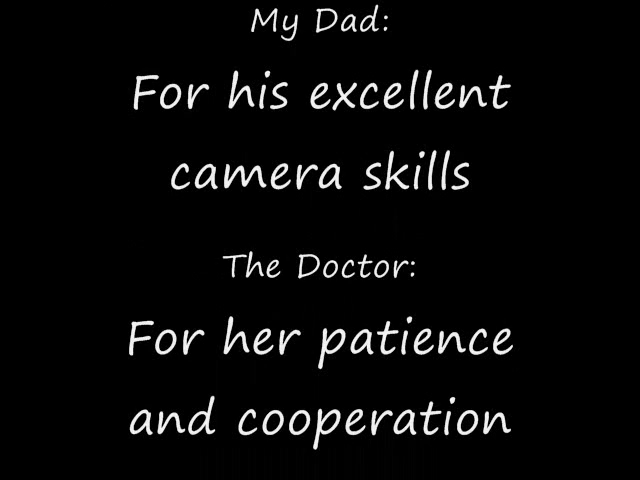 My Dad:
For his excellent
camera skills
The Doctor:
For her patience
and cooperation